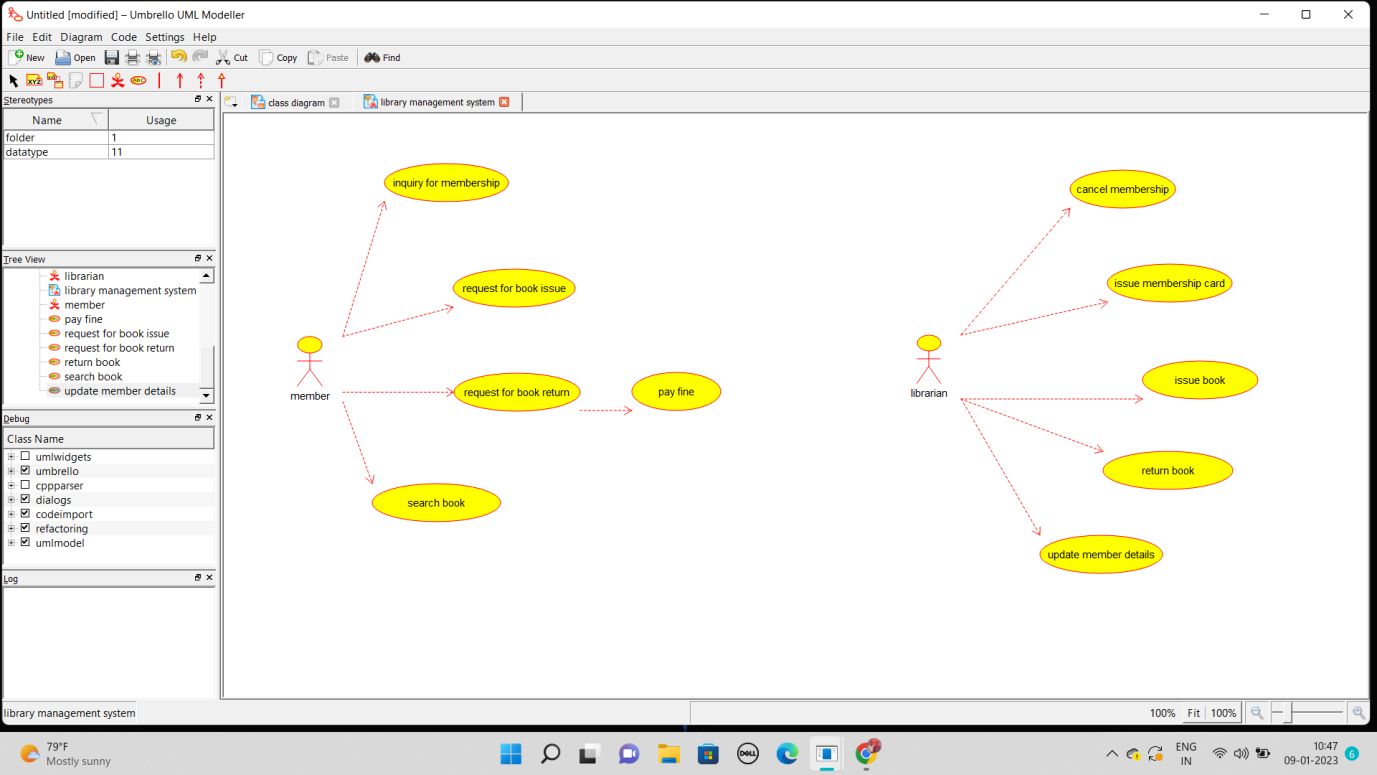 Untitled [modified] – Umbrello UML Modeller
File Edit Diagram Code Settings Help
New Open Cut Copy Paste Find
XYZ ABC
Stereotypes
class diagram library management system
Name Usage
folder 1
datatype 11
Tree View
librarian
library management system
member
pay fine
request for book issue
request for book return
return book
search book
update member details
Debug
Class Name
umlwidgets
umbrello
cppparser
dialogs
codeimport
refactoring
umlmodel
Log
inquiry for membership
request for book issue
member
request for book return
pay fine
search book
cancel membership
issue membership card
librarian
issue book
return book
update member details
library management system
100% Fit 100%
79°F
Mostly sunny
DELL
ENG
IN
10:47
09-01-2023
6